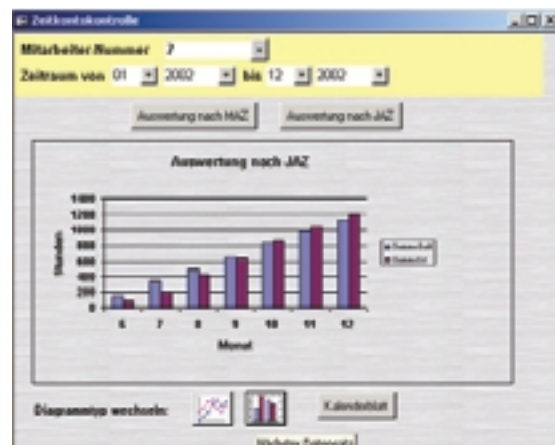 Zeitkontokontrolle
Mitarbeiter-Nummer 7
Zeitraum von 01 2002 bis 12 2002
Auswertung nach MAZ Auswertung nach JAZ
Auswertung nach JAZ
1400
1200
1000
800
600
400
200
0
Stunden
6 7 8 9 10 11 12
Monat
Diagrammtyp wechseln: Kalenderblatt